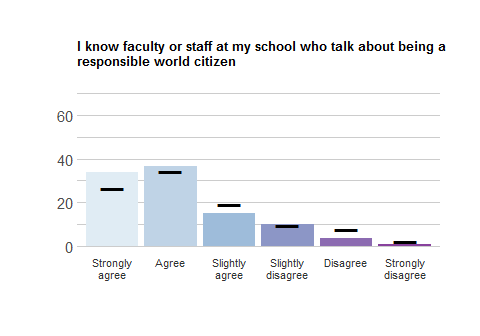 I know faculty or staff at my school who talk about being a
responsible world citizen
60
40
20
0
Strongly agree
Agree
Slightly agree
Slightly disagree
Disagree
Strongly disagree